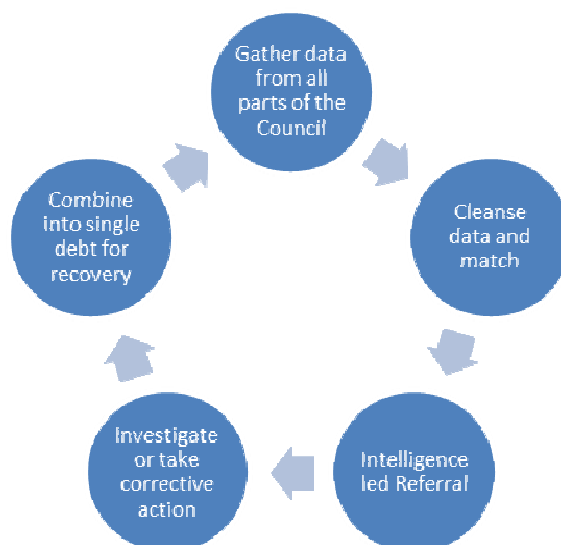 Gather data
from all
parts of the
Council
Cleanse
data and
match
Intelligence
led Referral
Investigate
or take
corrective
action
Combine
into single
debt for
recovery